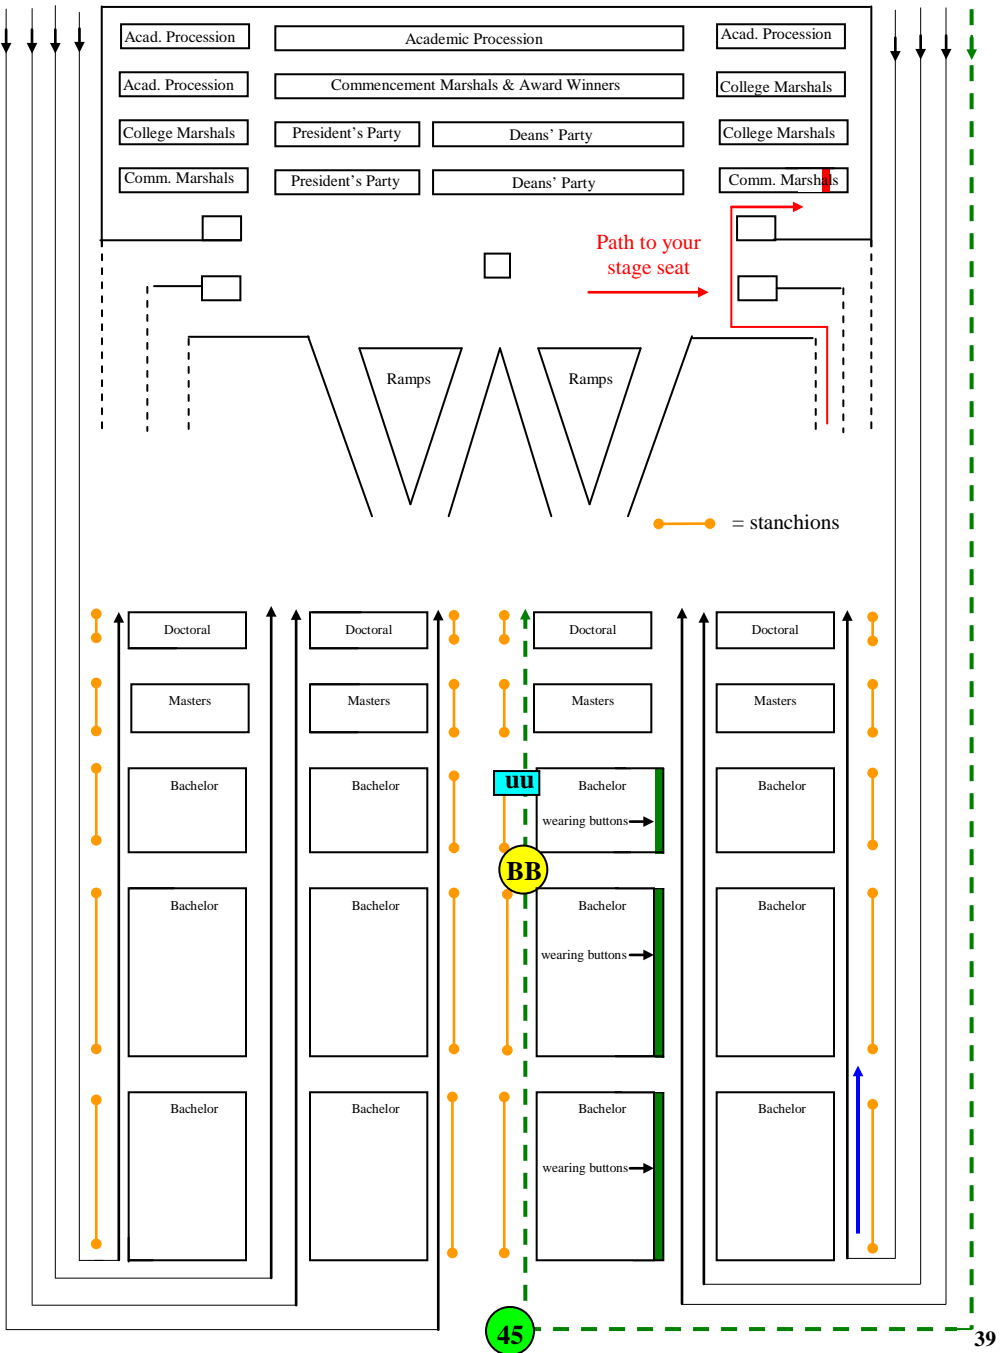 Acad. Procession
Academic Procession
Acad. Procession
Acad. Procession
Commencement Marshals & Award Winners
College Marshals
College Marshals
President's Party
Deans' Party
College Marshals
Comm. Marshals
President's Party
Deans' Party
Comm. Marshals
Path to your
stage seat
Ramps
Ramps
= stanchions
Doctoral
Doctoral
Doctoral
Doctoral
Masters
Masters
Masters
Masters
uu
Bachelor
Bachelor
Bachelor
Bachelor
wearing buttons
BB
Bachelor
Bachelor
Bachelor
Bachelor
wearing buttons
Bachelor
Bachelor
Bachelor
Bachelor
wearing buttons
45
39